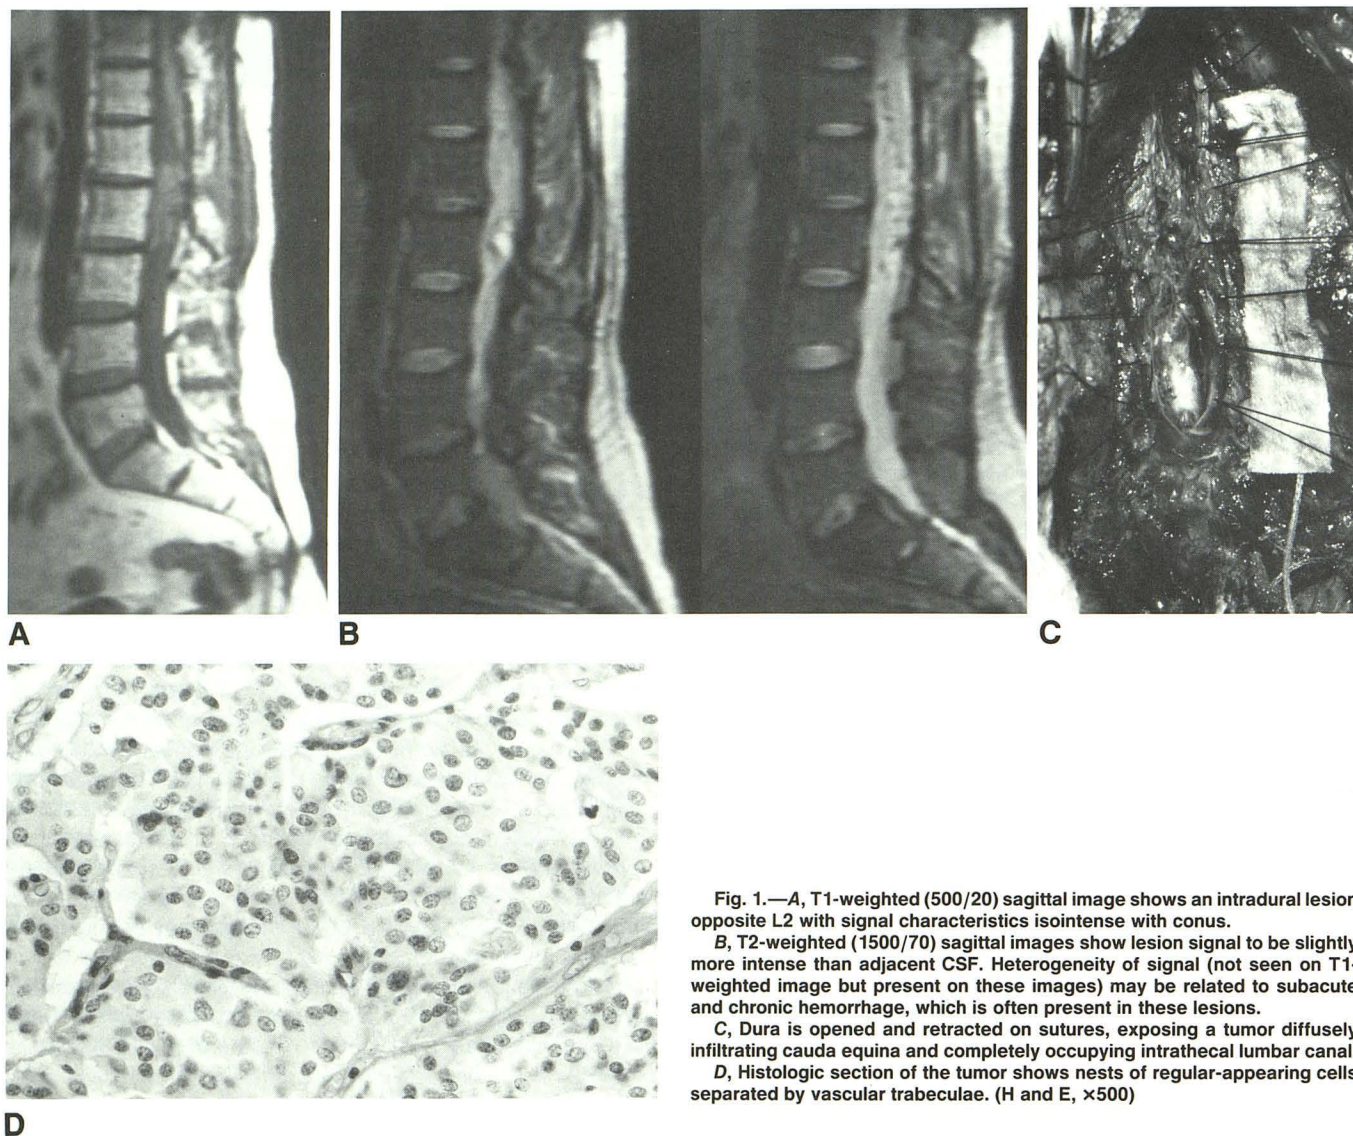 A
B
C
D
Fig. 1.—A, T1-weighted (500/20) sagittal image shows an intradural lesion
opposite L2 with signal characteristics isointense with conus.
B, T2-weighted (1500/70) sagittal images show lesion signal to be slightly
more intense than adjacent CSF. Heterogeneity of signal (not seen on T1-
weighted image but present on these images) may be related to subacute
and chronic hemorrhage, which is often present in these lesions.
C, Dura is opened and retracted on sutures, exposing a tumor diffusely
infiltrating cauda equina and completely occupying intrathecal lumbar canal.
D, Histologic section of the tumor shows nests of regular-appearing cells
separated by vascular trabeculae. (H and E, ×500)